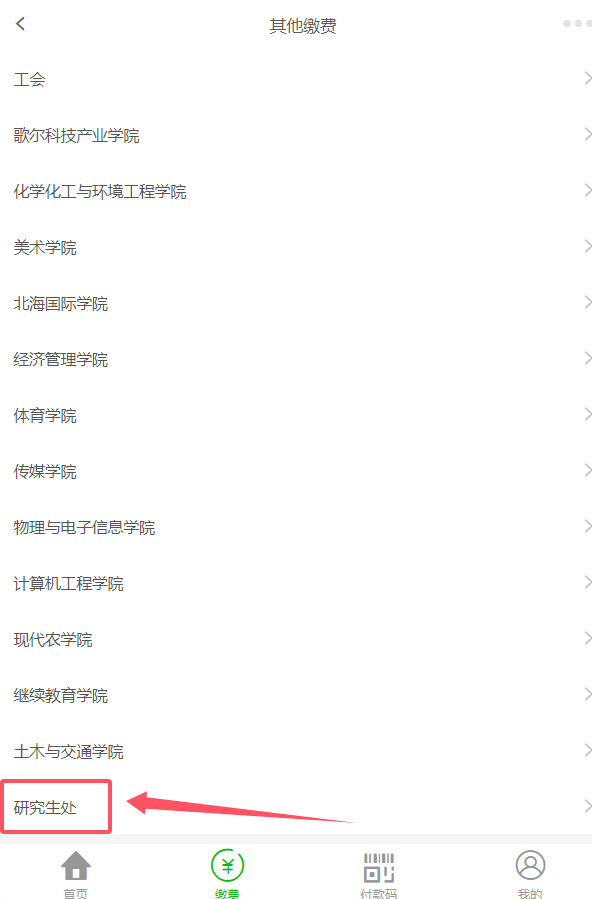 其他缴费
工会
歌尔科技产业学院
化学化工与环境工程学院
美术学院
北海国际学院
经济管理学院
体育学院
传媒学院
物理与电子信息学院
计算机工程学院
现代农学院
继续教育学院
土木与交通学院
研究生处
首页 缴费 付款码 我的